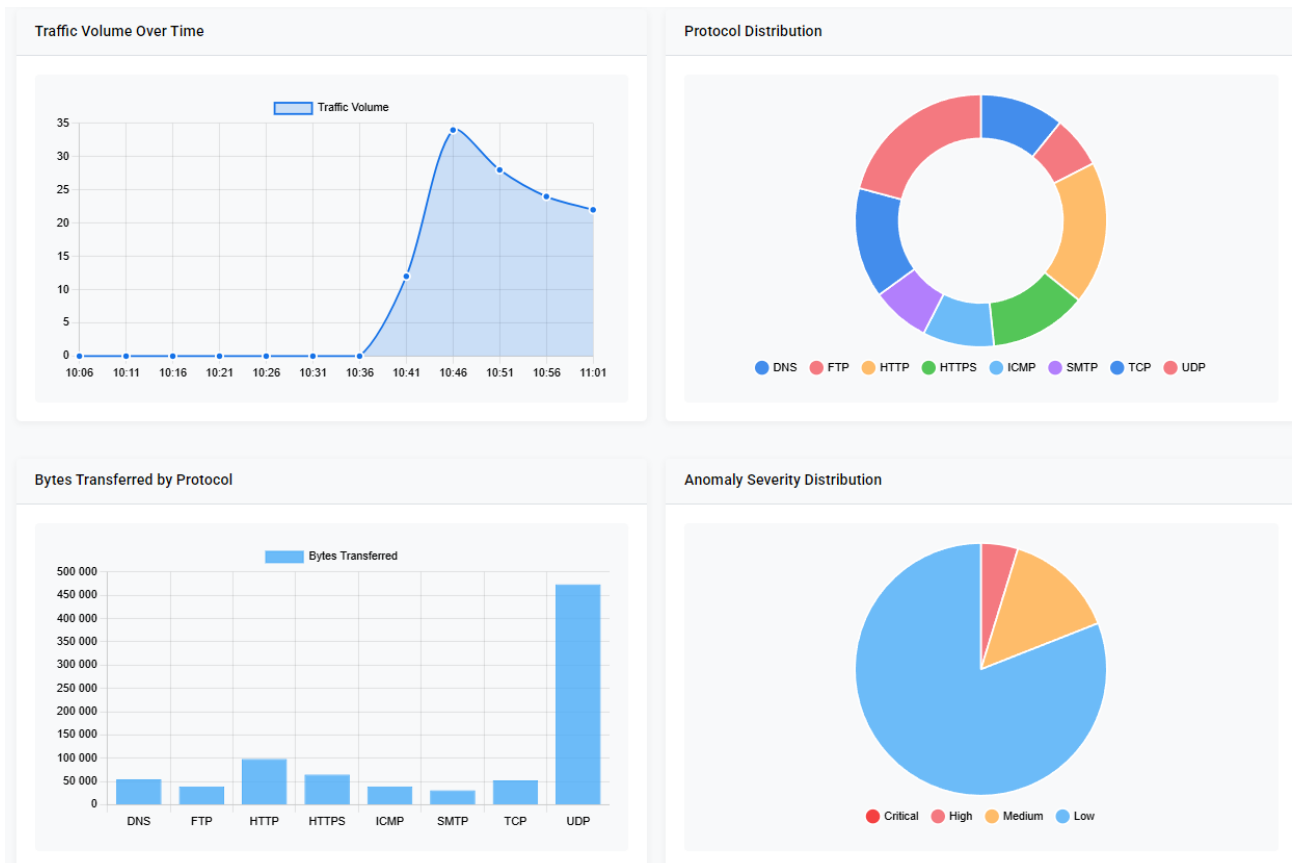 Traffic Volume Over Time
Traffic Volume
35
30
25
20
15
10
5
0
10:06 10:11 10:16 10:21 10:26 10:31 10:36 10:41 10:46 10:51 10:56 11:01
Protocol Distribution
DNS FTP HTTP HTTPS ICMP SMTP TCP UDP
Bytes Transferred by Protocol
Bytes Transferred
500 000
450 000
400 000
350 000
300 000
250 000
200 000
150 000
100 000
50 000
0
DNS FTP HTTP HTTPS ICMP SMTP TCP UDP
Anomaly Severity Distribution
Critical High Medium Low